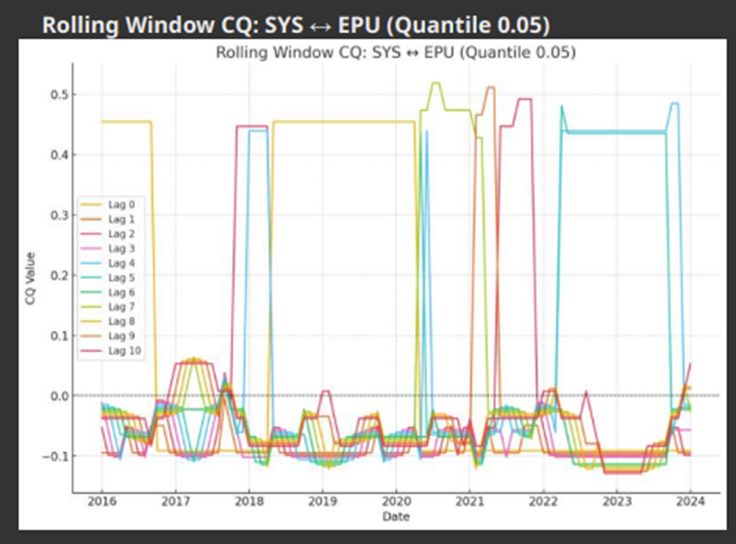 Rolling Window CQ: SYS ↔ EPU (Quantile 0.05)
Rolling Window CQ: SYS ↔ EPU (Quantile 0.05)
0.5
0.4
0.3
0.2
0.1
0.0
−0.1
CQ Value
Lag 0
Lag 1
Lag 2
Lag 3
Lag 4
Lag 5
Lag 6
Lag 7
Lag 8
Lag 9
Lag 10
2016 2017 2018 2019 2020 2021 2022 2023 2024
Date